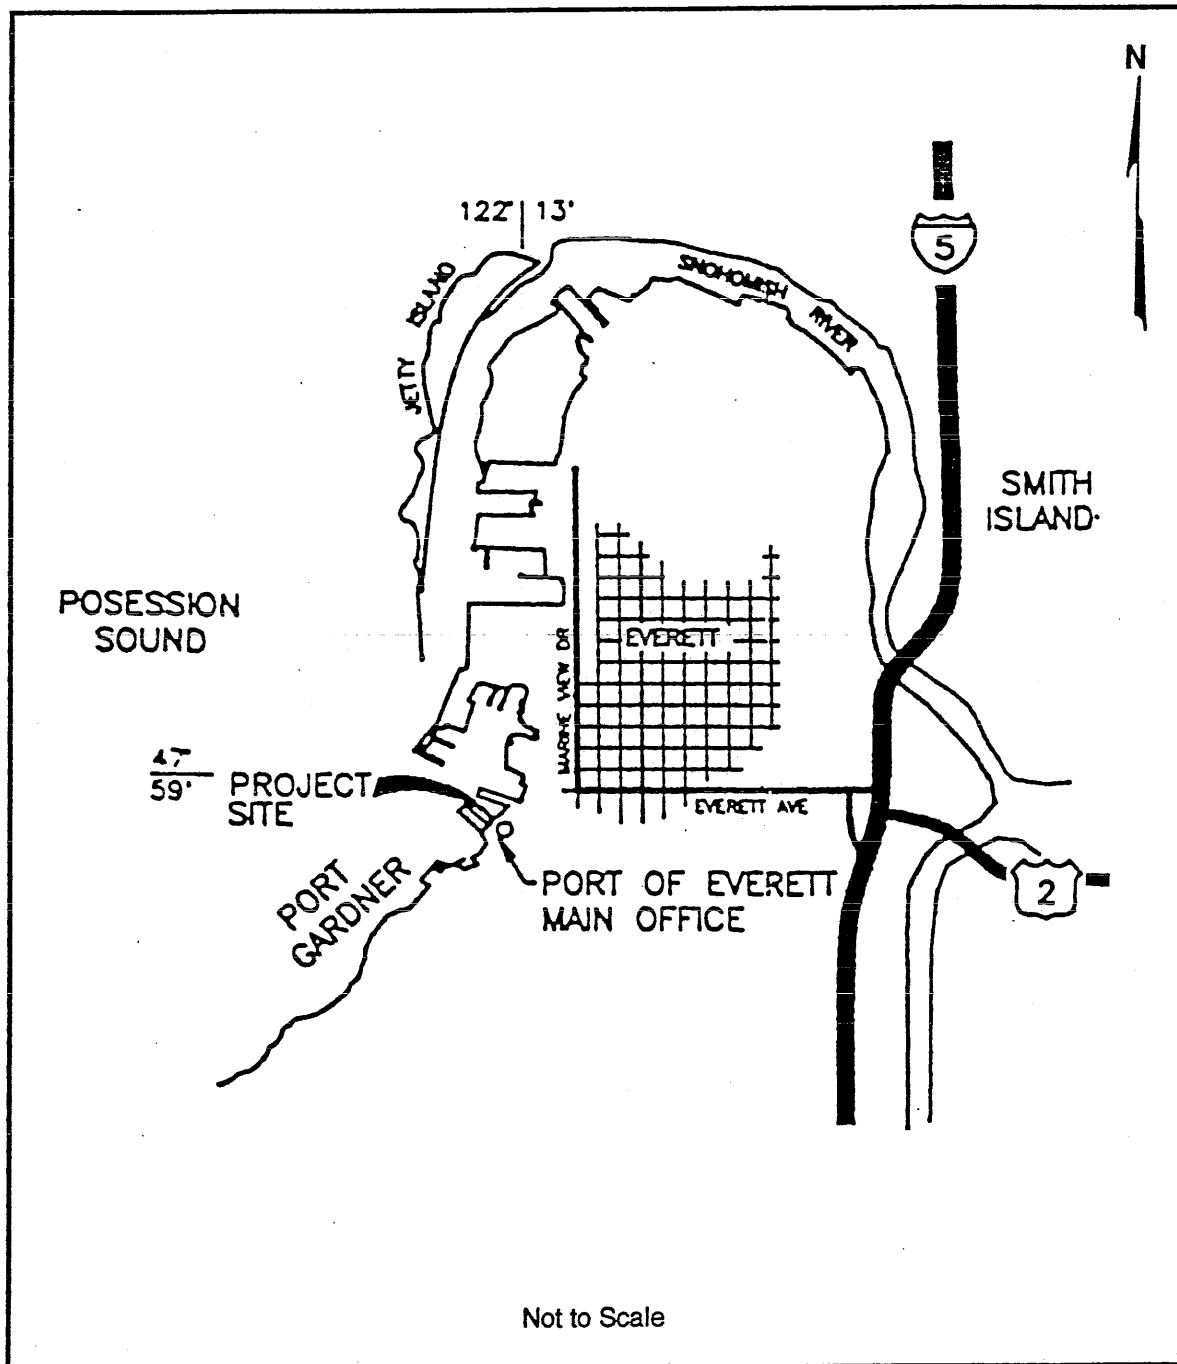 N
122° 13'
5
JETTY ISLAND
SNOHOMISH RIVER
SMITH
ISLAND
POSESSION
SOUND
EVERETT
MARINE VIEW DR
47°
59'
PROJECT
SITE
EVERETT AVE
PORT
GARDNER
PORT OF EVERETT
MAIN OFFICE
2
Not to Scale